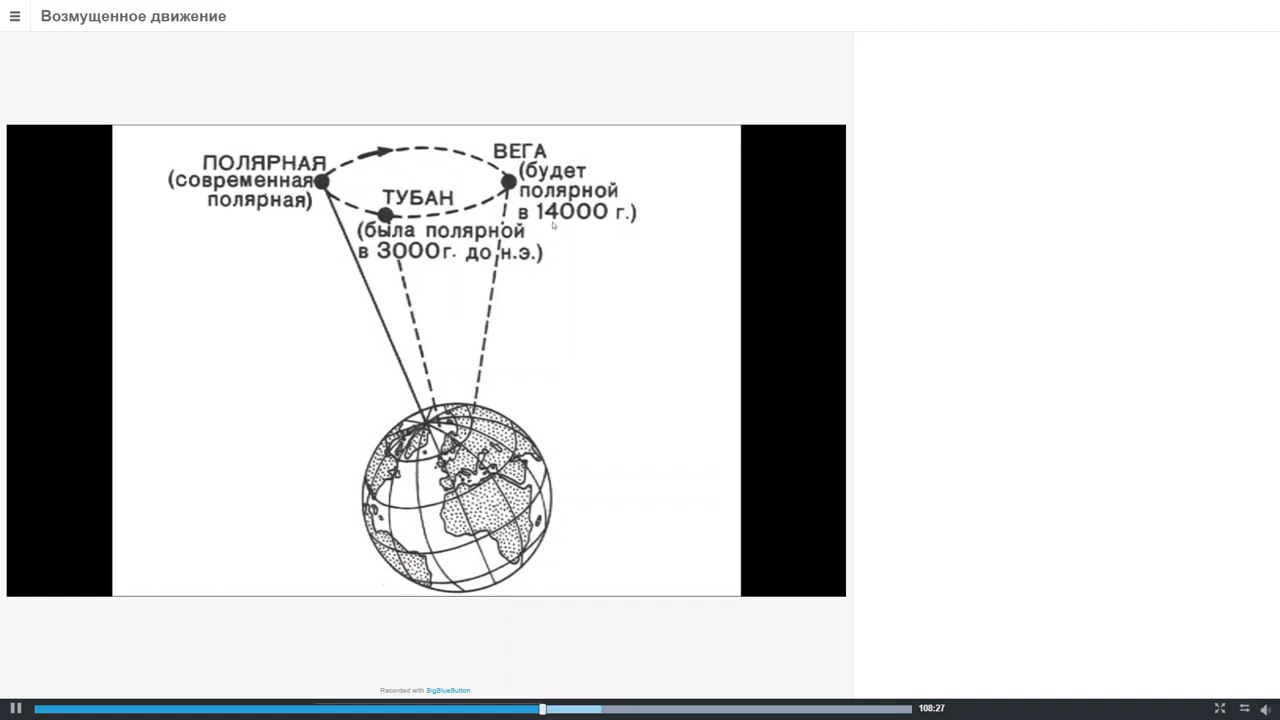 Возмущенное движение
ПОЛЯРНАЯ
(современная
полярная)
ТУБАН
(была полярной
в 3000г. до н.э.)
ВЕГА
(будет
полярной
в 14000 г.)
Recorded with BigBlueButton.
108:27